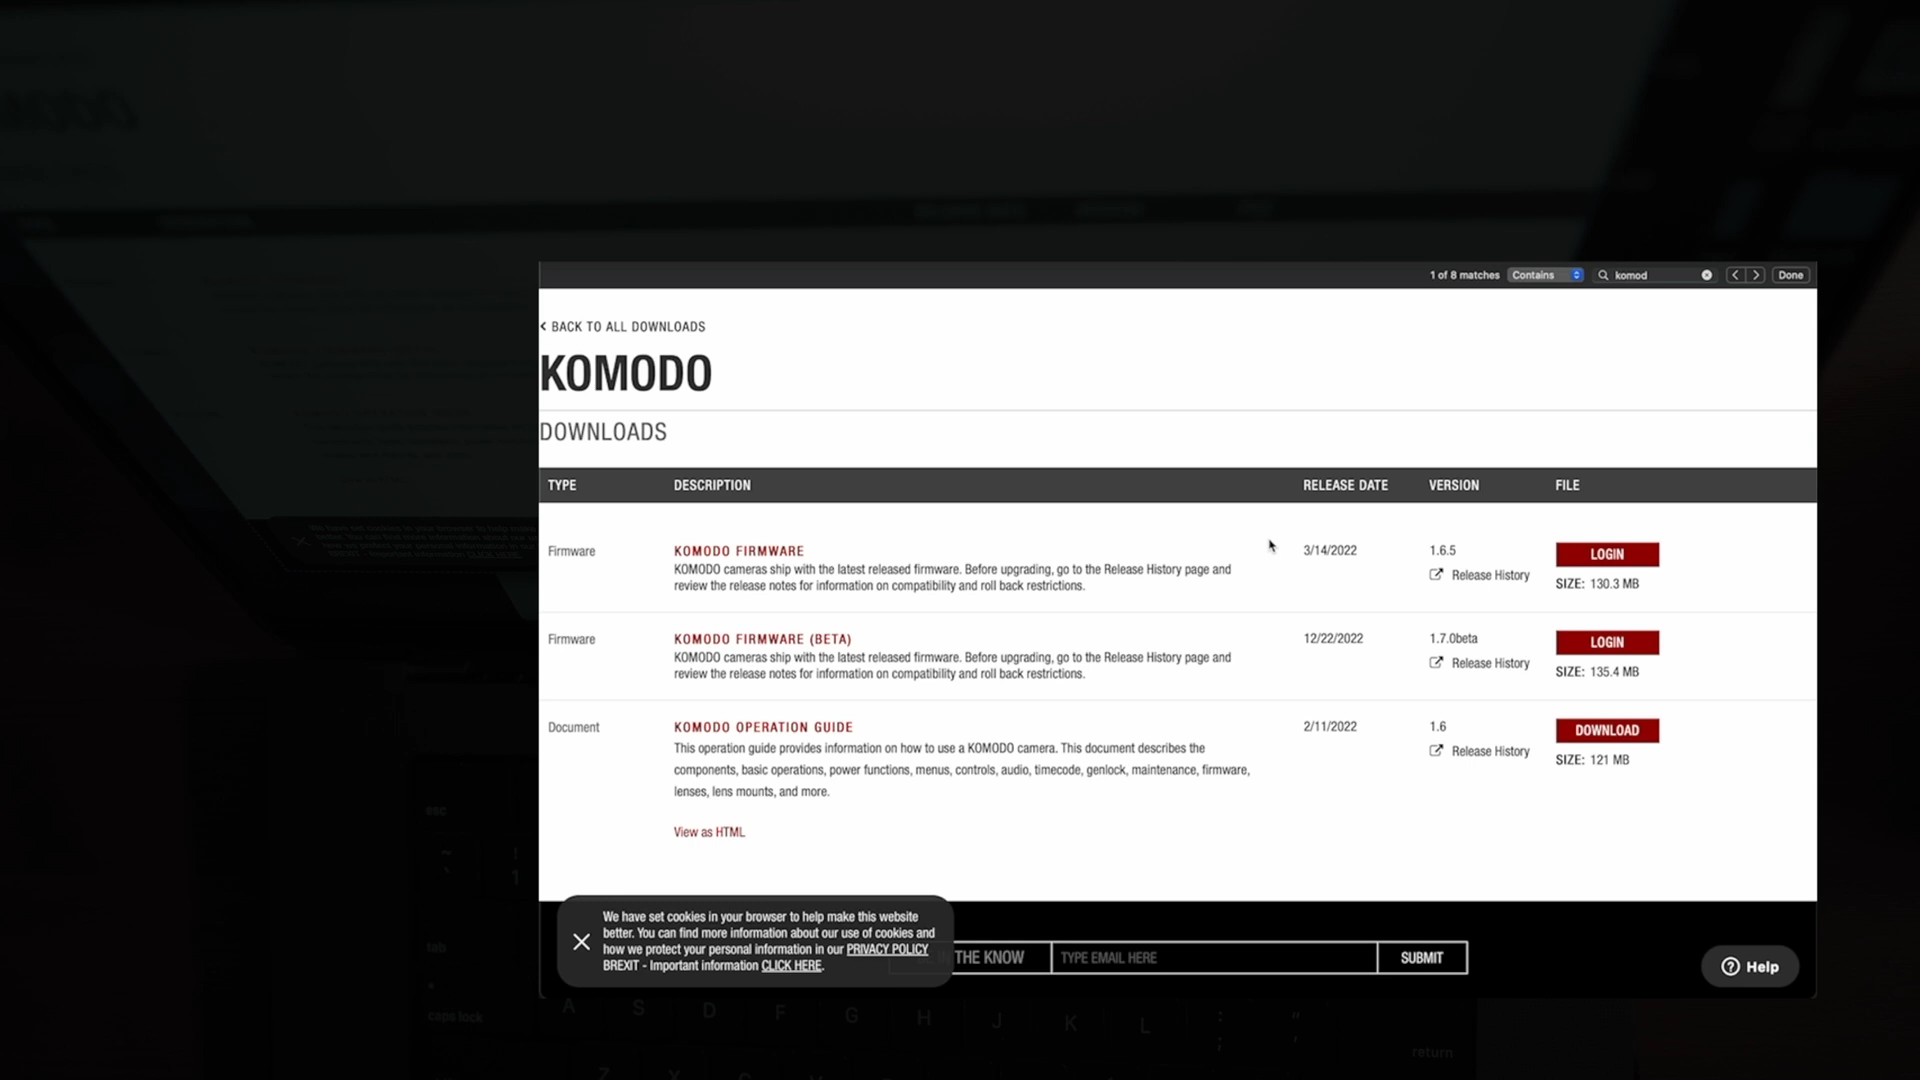 1 of 8 matches Contains komod Done
BACK TO ALL DOWNLOADS
KOMODO
DOWNLOADS
TYPE DESCRIPTION RELEASE DATE VERSION FILE
Firmware KOMODO FIRMWARE 3/14/2022 1.6.5 LOGIN
KOMODO cameras ship with the latest released firmware. Before upgrading, go to the Release History page and
review the release notes for information on compatibility and roll back restrictions.
Release History
SIZE: 130.3 MB
Firmware KOMODO FIRMWARE (BETA) 12/22/2022 1.7.0beta LOGIN
KOMODO cameras ship with the latest released firmware. Before upgrading, go to the Release History page and
review the release notes for information on compatibility and roll back restrictions.
Release History
SIZE: 135.4 MB
Document KOMODO OPERATION GUIDE 2/11/2022 1.6 DOWNLOAD
This operation guide provides information on how to use a KOMODO camera. This document describes the
components, basic operations, power functions, menus, controls, audio, timecode, genlock, maintenance, firmware,
lenses, lens mounts, and more.
Release History
SIZE: 121 MB
View as HTML
We have set cookies in your browser to help make this website
better. You can find more information about our use of cookies and
how we protect your personal information in our PRIVACY POLICY
BREXIT - Important information CLICK HERE.
THE KNOW TYPE EMAIL HERE SUBMIT
Help
esc
tab
caps lock A S D F G H J K L : ; " '
return